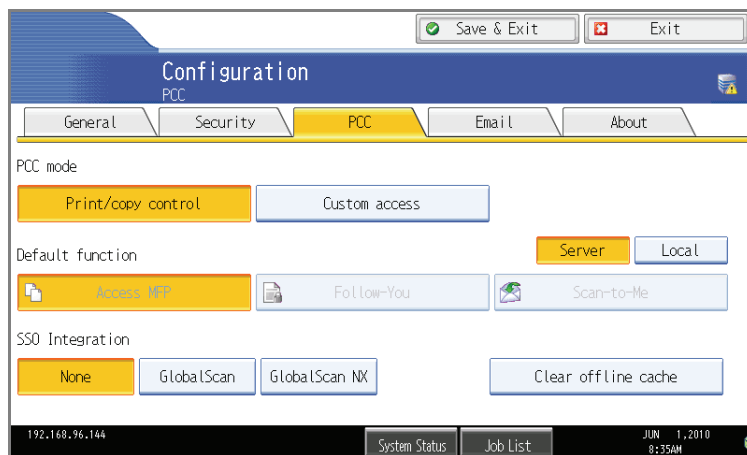 Save & Exit
Exit
Configuration
PCC
General
Security
PCC
Email
About
PCC mode
Print/copy control
Custom access
Default function
Server
Local
Access MFP
Follow-You
Scan-to-Me
SSO Integration
None
GlobalScan
GlobalScan NX
Clear offline cache
192.168.96.144
System Status
Job List
JUN 1,2010
8:35AM